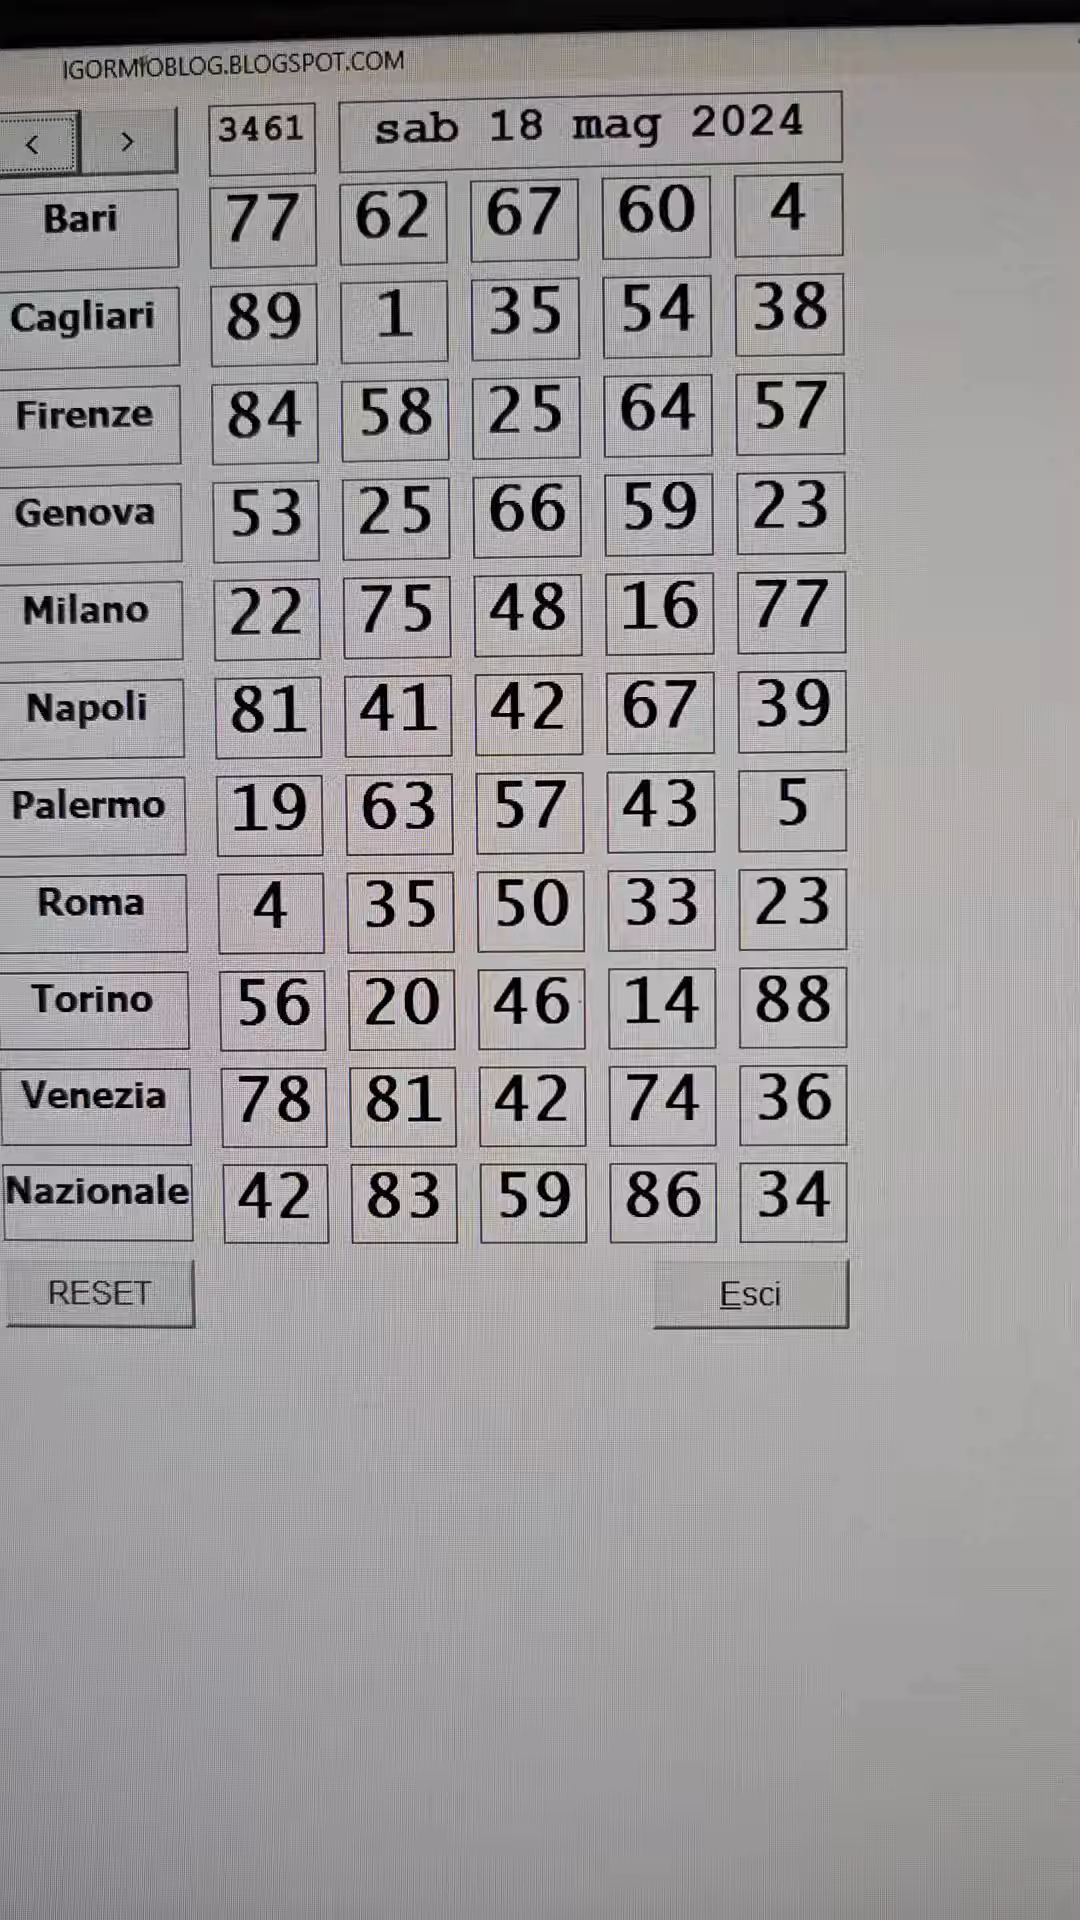 IGORMIOBLOG.BLOGSPOT.COM
< > 3461 sab 18 mag 2024
Bari 77 62 67 60 4
Cagliari 89 1 35 54 38
Firenze 84 58 25 64 57
Genova 53 25 66 59 23
Milano 22 75 48 16 77
Napoli 81 41 42 67 39
Palermo 19 63 57 43 5
Roma 4 35 50 33 23
Torino 56 20 46 14 88
Venezia 78 81 42 74 36
Nazionale 42 83 59 86 34
RESET Esci